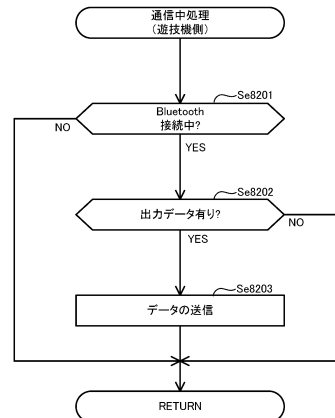 通信中処理
（遊技機側）
Se8201
Bluetooth
接続中?
NO
YES
Se8202
出力データ有り?
NO
YES
Se8203
データの送信
RETURN